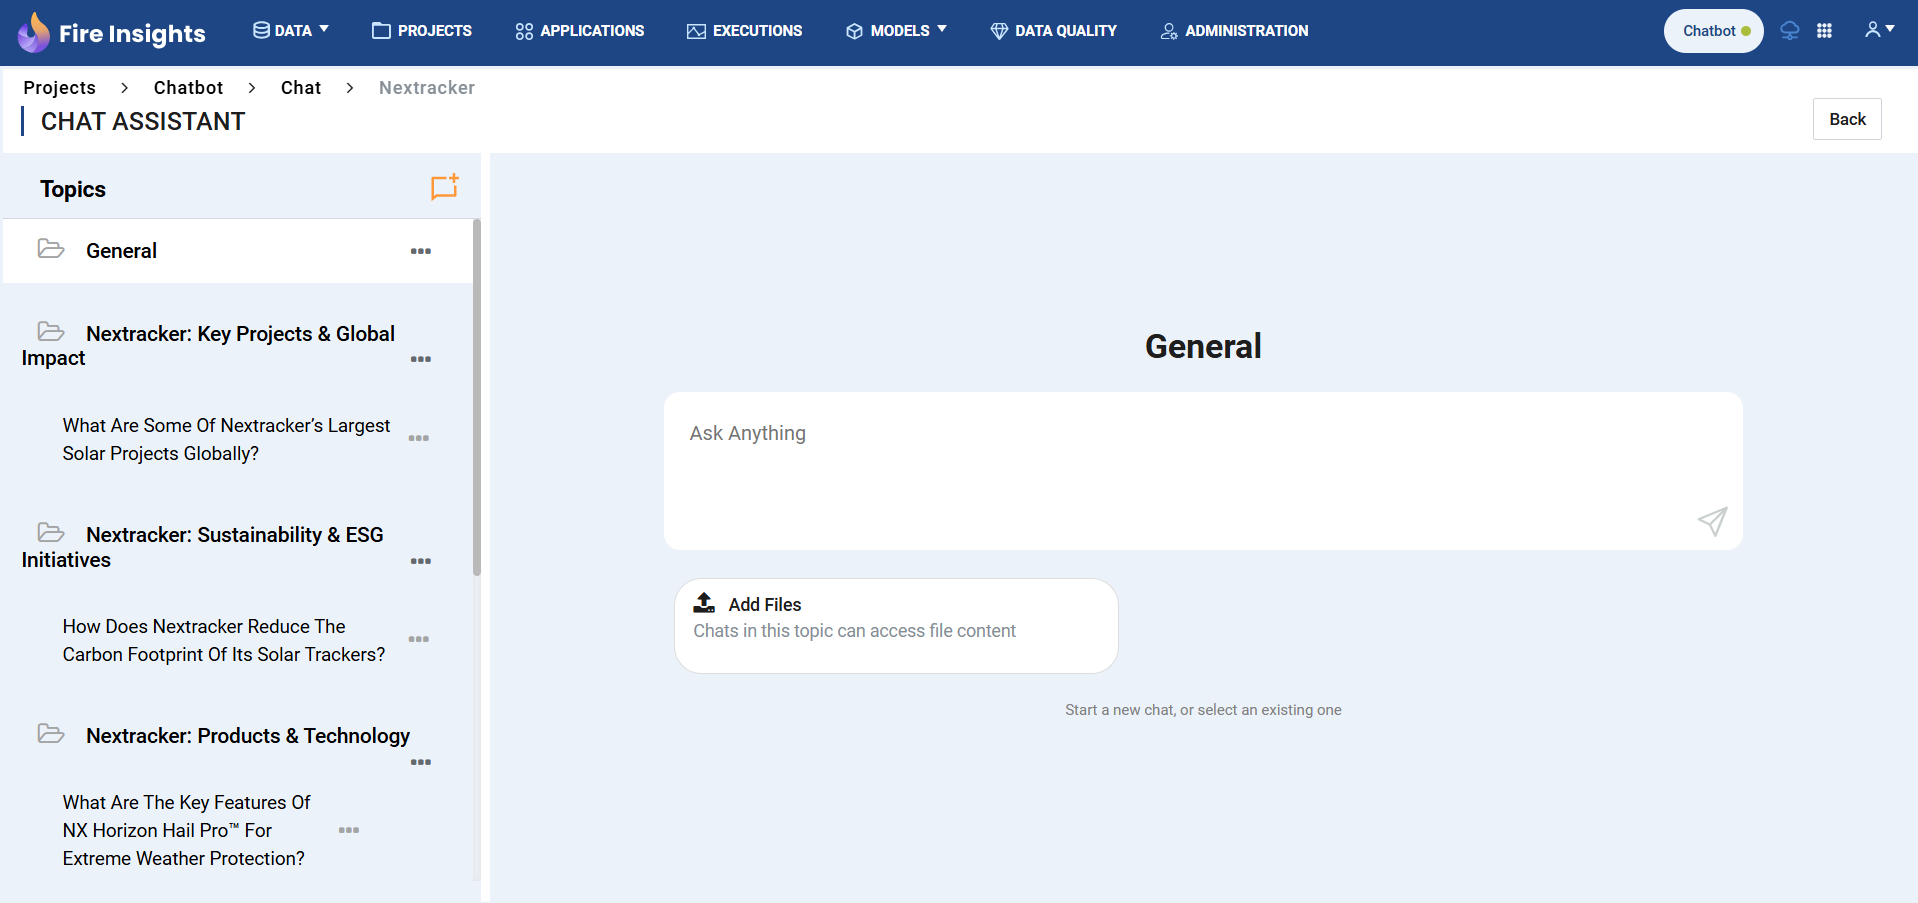 Fire Insights
DATA
PROJECTS
APPLICATIONS
EXECUTIONS
MODELS
DATA QUALITY
ADMINISTRATION
Chatbot
Projects > Chatbot > Chat > Nextracker
CHAT ASSISTANT
Back
Topics
General
Nextracker: Key Projects & Global
Impact
What Are Some Of Nextracker’s Largest
Solar Projects Globally?
Nextracker: Sustainability & ESG
Initiatives
How Does Nextracker Reduce The
Carbon Footprint Of Its Solar Trackers?
Nextracker: Products & Technology
What Are The Key Features Of
NX Horizon Hail Pro™ For
Extreme Weather Protection?
General
Ask Anything
Add Files
Chats in this topic can access file content
Start a new chat, or select an existing one